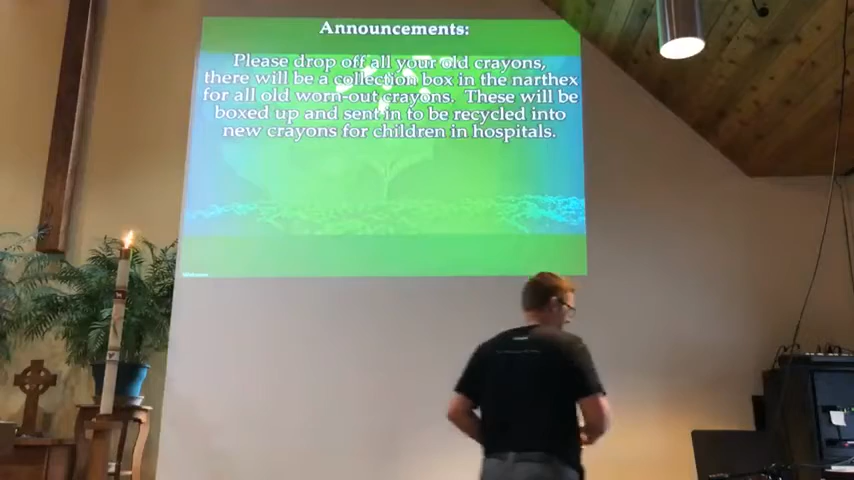 Announcements:
Please drop off all your old crayons,
there will be a collection box in the narthex
for all old worn-out crayons. These will be
boxed up and sent in to be recycled into
new crayons for children in hospitals.
Welcome